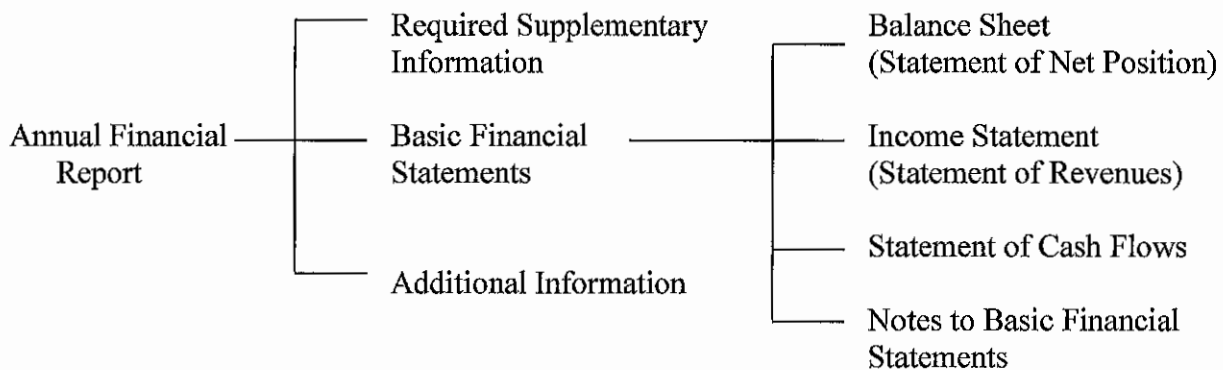 Annual Financial
Report
Required Supplementary
Information
Basic Financial
Statements
Additional Information
Balance Sheet
(Statement of Net Position)
Income Statement
(Statement of Revenues)
Statement of Cash Flows
Notes to Basic Financial
Statements